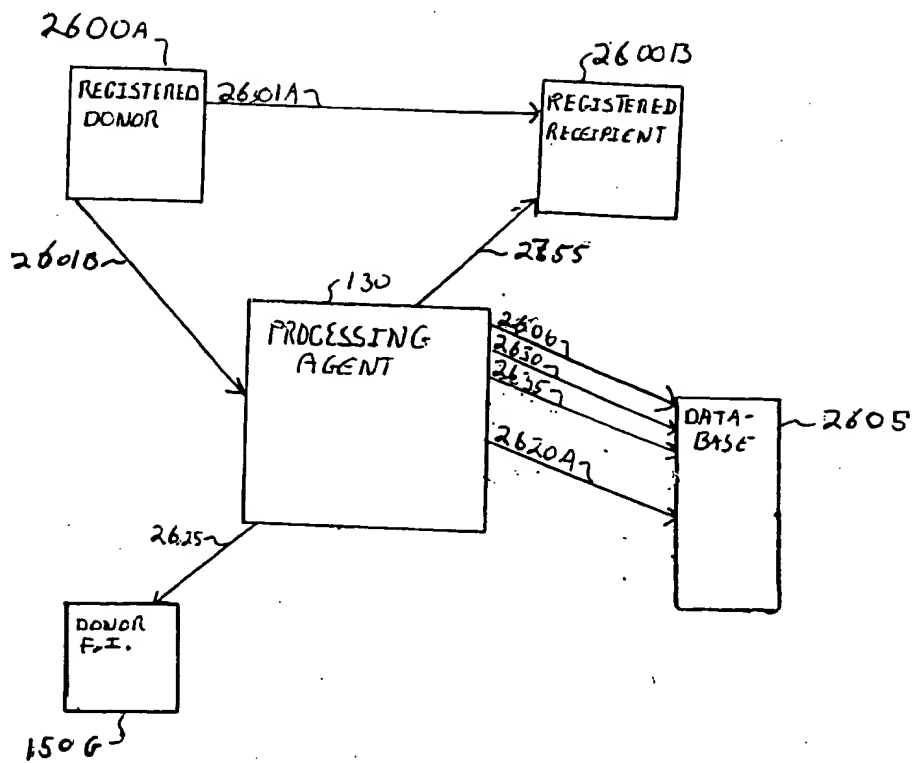 2600A
2600B
REGISTERED
DONOR
2601A
REGISTERED
RECEIPIENT
2601B
2755
130
PROCESSING
AGENT
2606
2630
2635
2620A
DATA-
BASE
2605
2625
DONOR
F.I.
150G